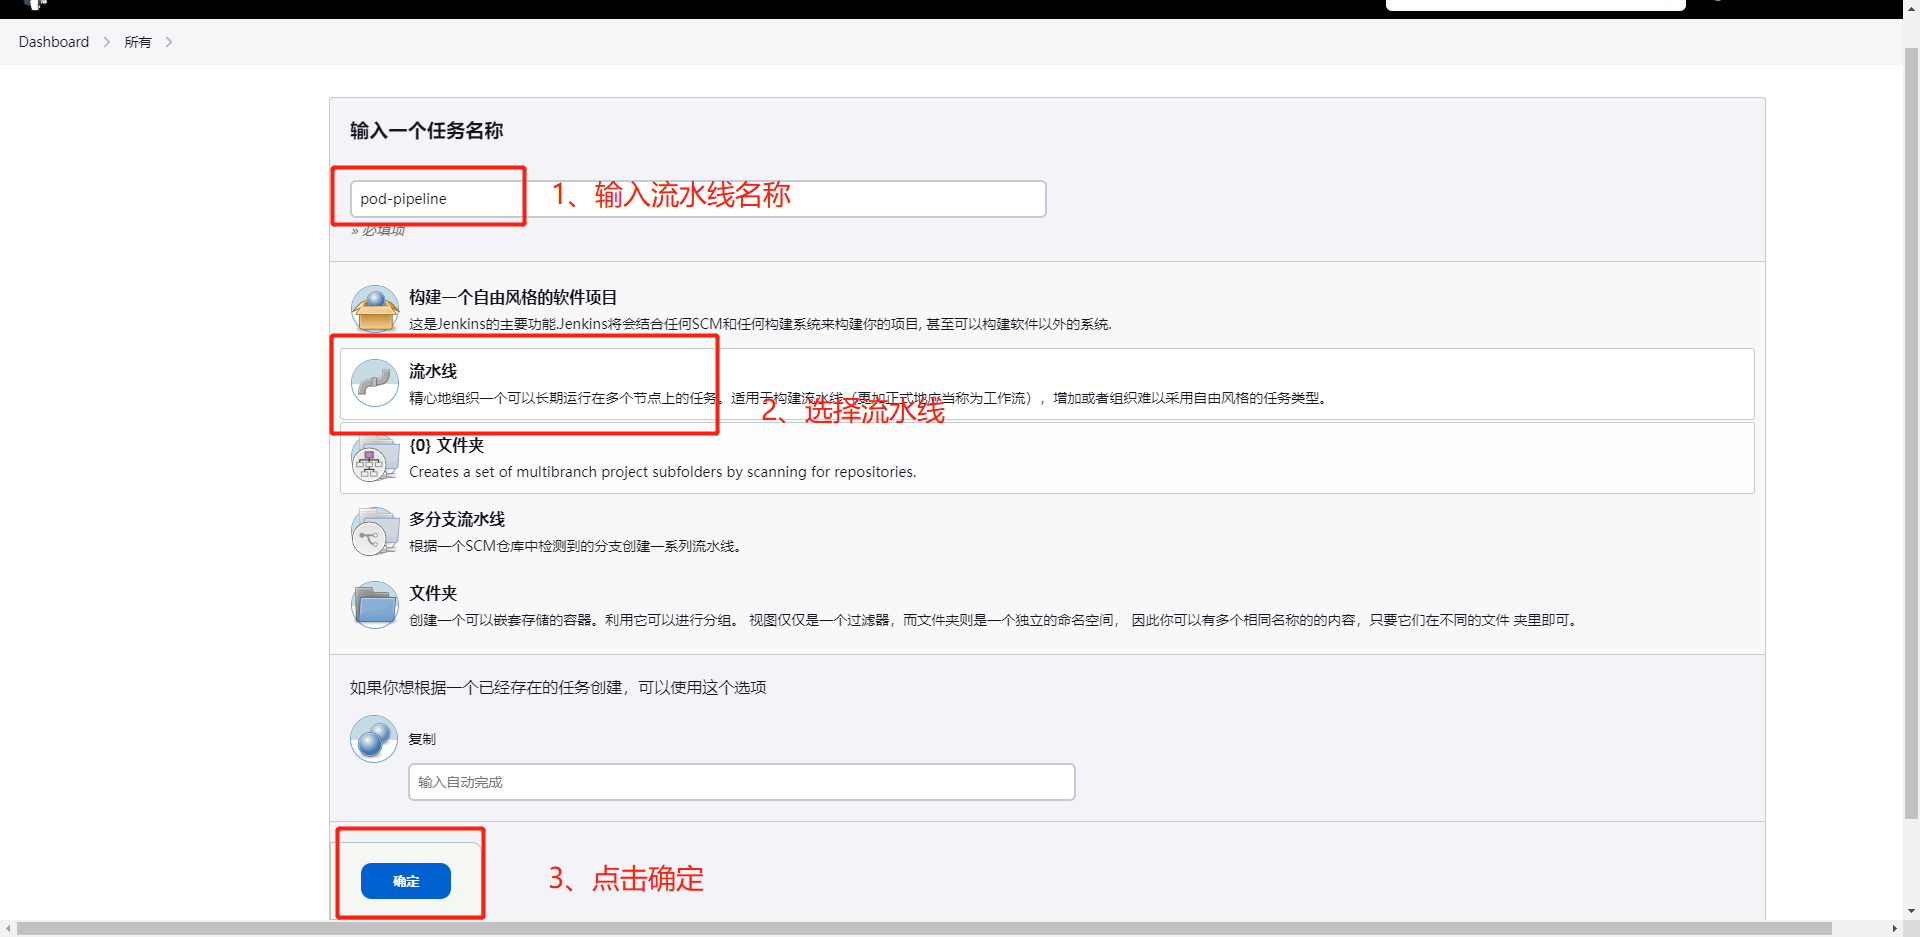 Dashboard > 所有 >
输入一个任务名称
pod-pipeline
1、输入流水线名称
» 必填项
构建一个自由风格的软件项目
这是Jenkins的主要功能.Jenkins将会结合任何SCM和任何构建系统来构建你的项目, 甚至可以构建软件以外的系统.
流水线
精心地组织一个可以长期运行在多个节点上的任务。适用于构建流水线（更加正式地应当称为工作流），增加或者组织难以采用自由风格的任务类型。
2、选择流水线
{0} 文件夹
Creates a set of multibranch project subfolders by scanning for repositories.
多分支流水线
根据一个SCM仓库中检测到的分支创建一系列流水线。
文件夹
创建一个可以嵌套存储的容器。利用它可以进行分组。 视图仅仅是一个过滤器，而文件夹则是一个独立的命名空间， 因此你可以有多个相同名称的的内容，只要它们在不同的文件 夹里即可。
如果你想根据一个已经存在的任务创建，可以使用这个选项
复制
输入自动完成
确定
3、点击确定